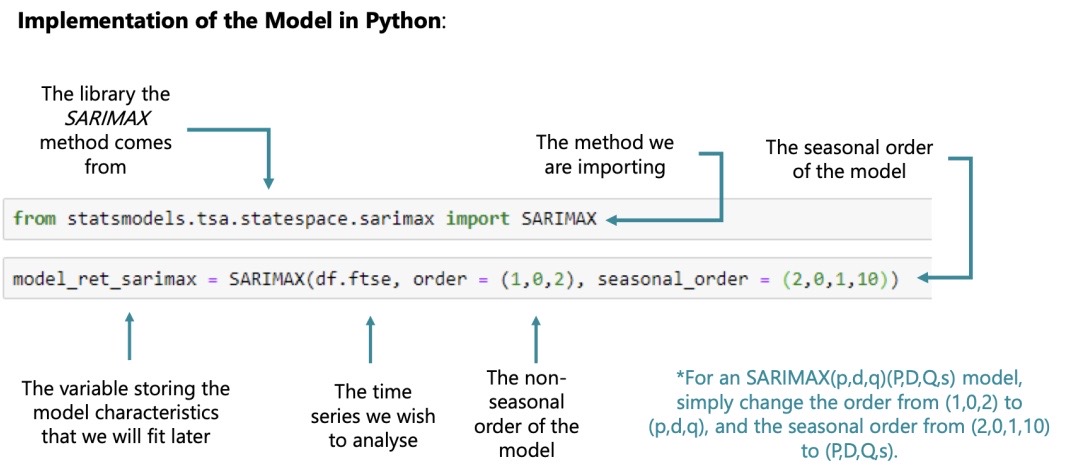 Implementation of the Model in Python:
The library the
SARIMAX
method comes
from
The method we
are importing
The seasonal order
of the model
from statsmodels.tsa.statespace.sarimax import SARIMAX
model_ret_sarimax = SARIMAX(df.ftse, order = (1,0,2), seasonal_order = (2,0,1,10))
The variable storing the
model characteristics
that we will fit later
The time
series we wish
to analyse
The non-
seasonal
order of the
model
*For an SARIMAX(p,d,q)(P,D,Q,s) model,
simply change the order from (1,0,2) to
(p,d,q), and the seasonal order from (2,0,1,10)
to (P,D,Q,s).